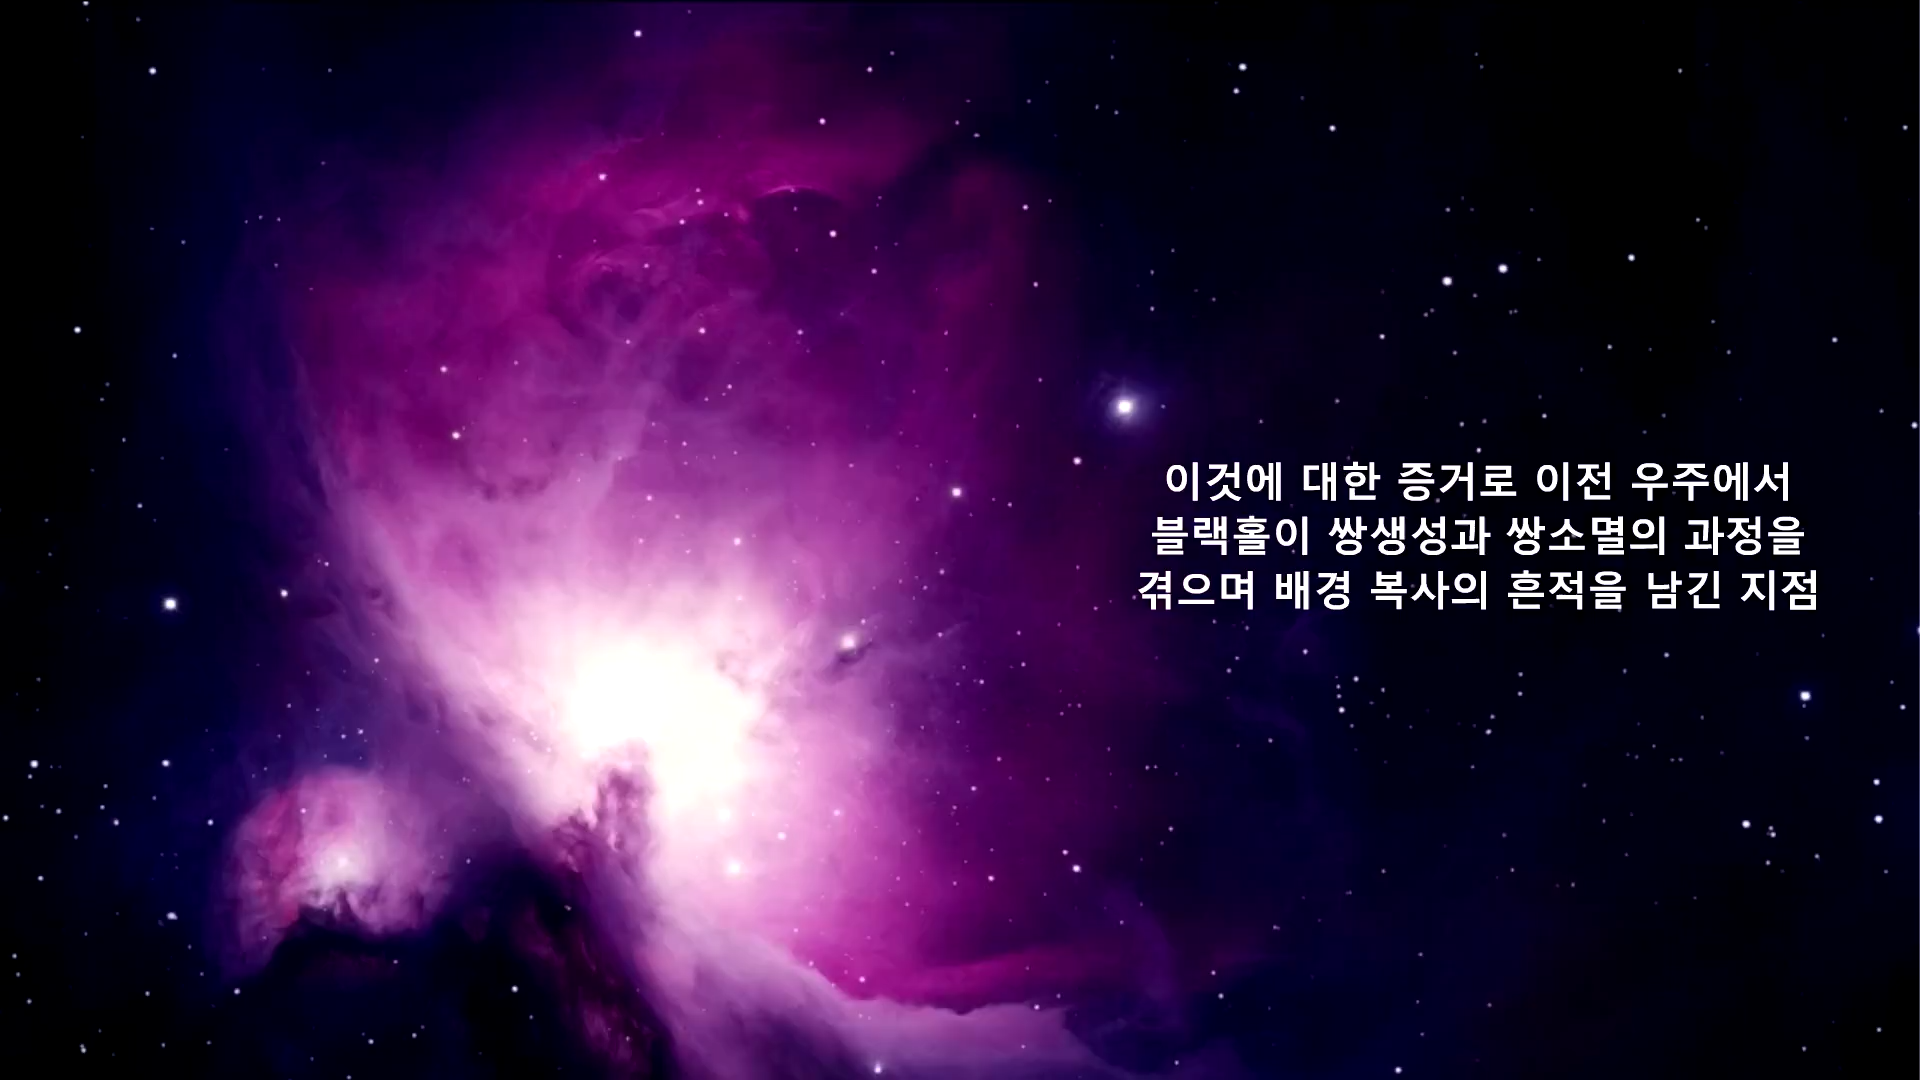 이것에 대한 증거로 이전 우주에서
블랙홀이 쌍생성과 쌍소멸의 과정을
겪으며 배경 복사의 흔적을 남긴 지점